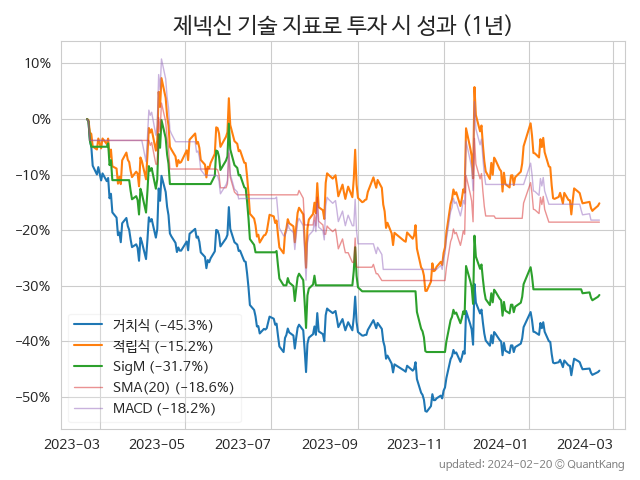 제넥신 기술 지표로 투자 시 성과 (1년)
10%
0%
−10%
−20%
−30%
−40%
−50%
거치식 (−45.3%)
적립식 (−15.2%)
SigM (−31.7%)
SMA(20) (−18.6%)
MACD (−18.2%)
2023-03 2023-05 2023-07 2023-09 2023-11 2024-01 2024-03
updated: 2024-02-20 © QuantKang